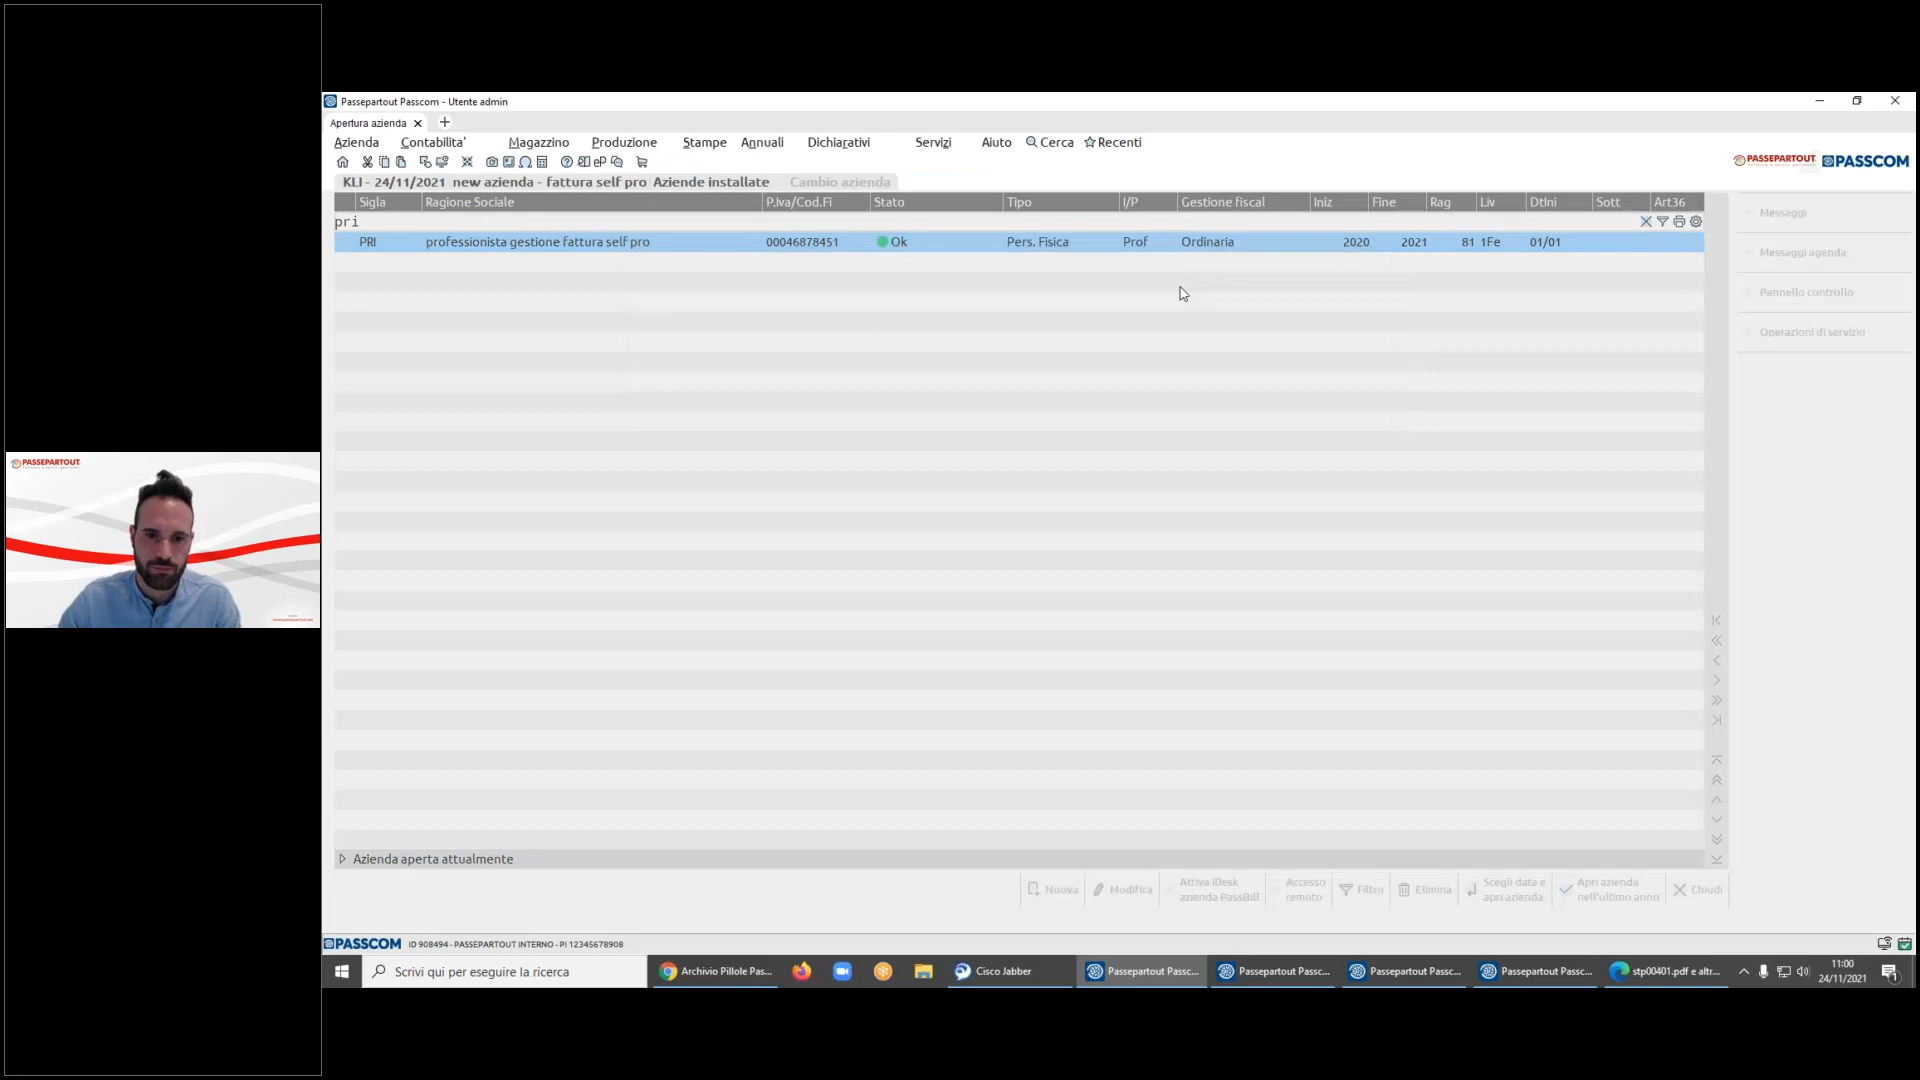 Passepartout Passcom - Utente admin
Apertura azienda
Azienda Contabilita' Magazzino Produzione Stampe Annuali Dichiarativi Servizi Aiuto Cerca Recenti
PASSEPARTOUT PASSCOM
KLI - 24/11/2021 new azienda - fattura self pro Aziende installate Cambio azienda
Sigla Ragione Sociale P.Iva/Cod.Fi Stato Tipo I/P Gestione fiscal Iniz Fine Rag Liv DtIni Sott Art36
pri
PRI professionista gestione fattura self pro 00046878451 Ok Pers. Fisica Prof Ordinaria 2020 2021 81 1Fe 01/01
Messaggi
Messaggi agenda
Pannello controllo
Operazioni di servizio
PASSEPARTOUT
Azienda aperta attualmente
Nuova Modifica Attiva iDesk azienda PassBill Accesso remoto Filtro Elimina Scegli data e apri azienda Apri azienda nell'ultimo anno Chiudi
PASSCOM ID 908494 - PASSEPARTOUT INTERNO - PI 12345678908
Scrivi qui per eseguire la ricerca
Archivio Pillole Pas...
Cisco Jabber
Passepartout Passc...
Passepartout Passc...
Passepartout Passc...
Passepartout Passc...
stp00401.pdf e altr...
11:00
24/11/2021
1